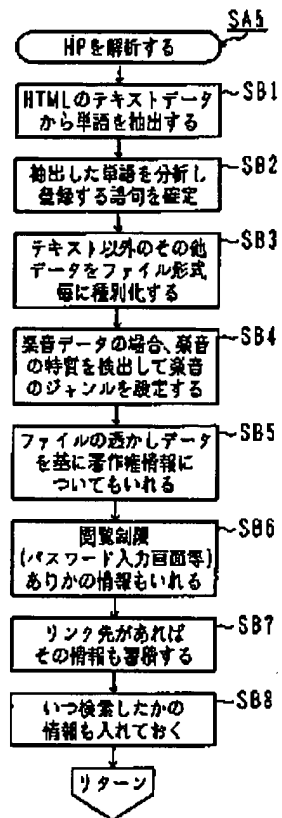 SA5
HPを解析する
HTMLのテキストデータ
から単語を抽出する
SB1
抽出した単語を分析し
登録する語句を確定
SB2
テキスト以外のその他
データをファイル形式
毎に種別化する
SB3
楽音データの場合、楽音
の特質を検出して楽音
のジャンルを設定する
SB4
ファイルの透かしデータ
を基に著作権情報に
ついてもいれる
SB5
閲覧制限
(パスワード入力画面等)
ありかの情報もいれる
SB6
リンク先があれば
その情報も蓄積する
SB7
いつ検索したかの
情報も入れておく
SB8
リターン